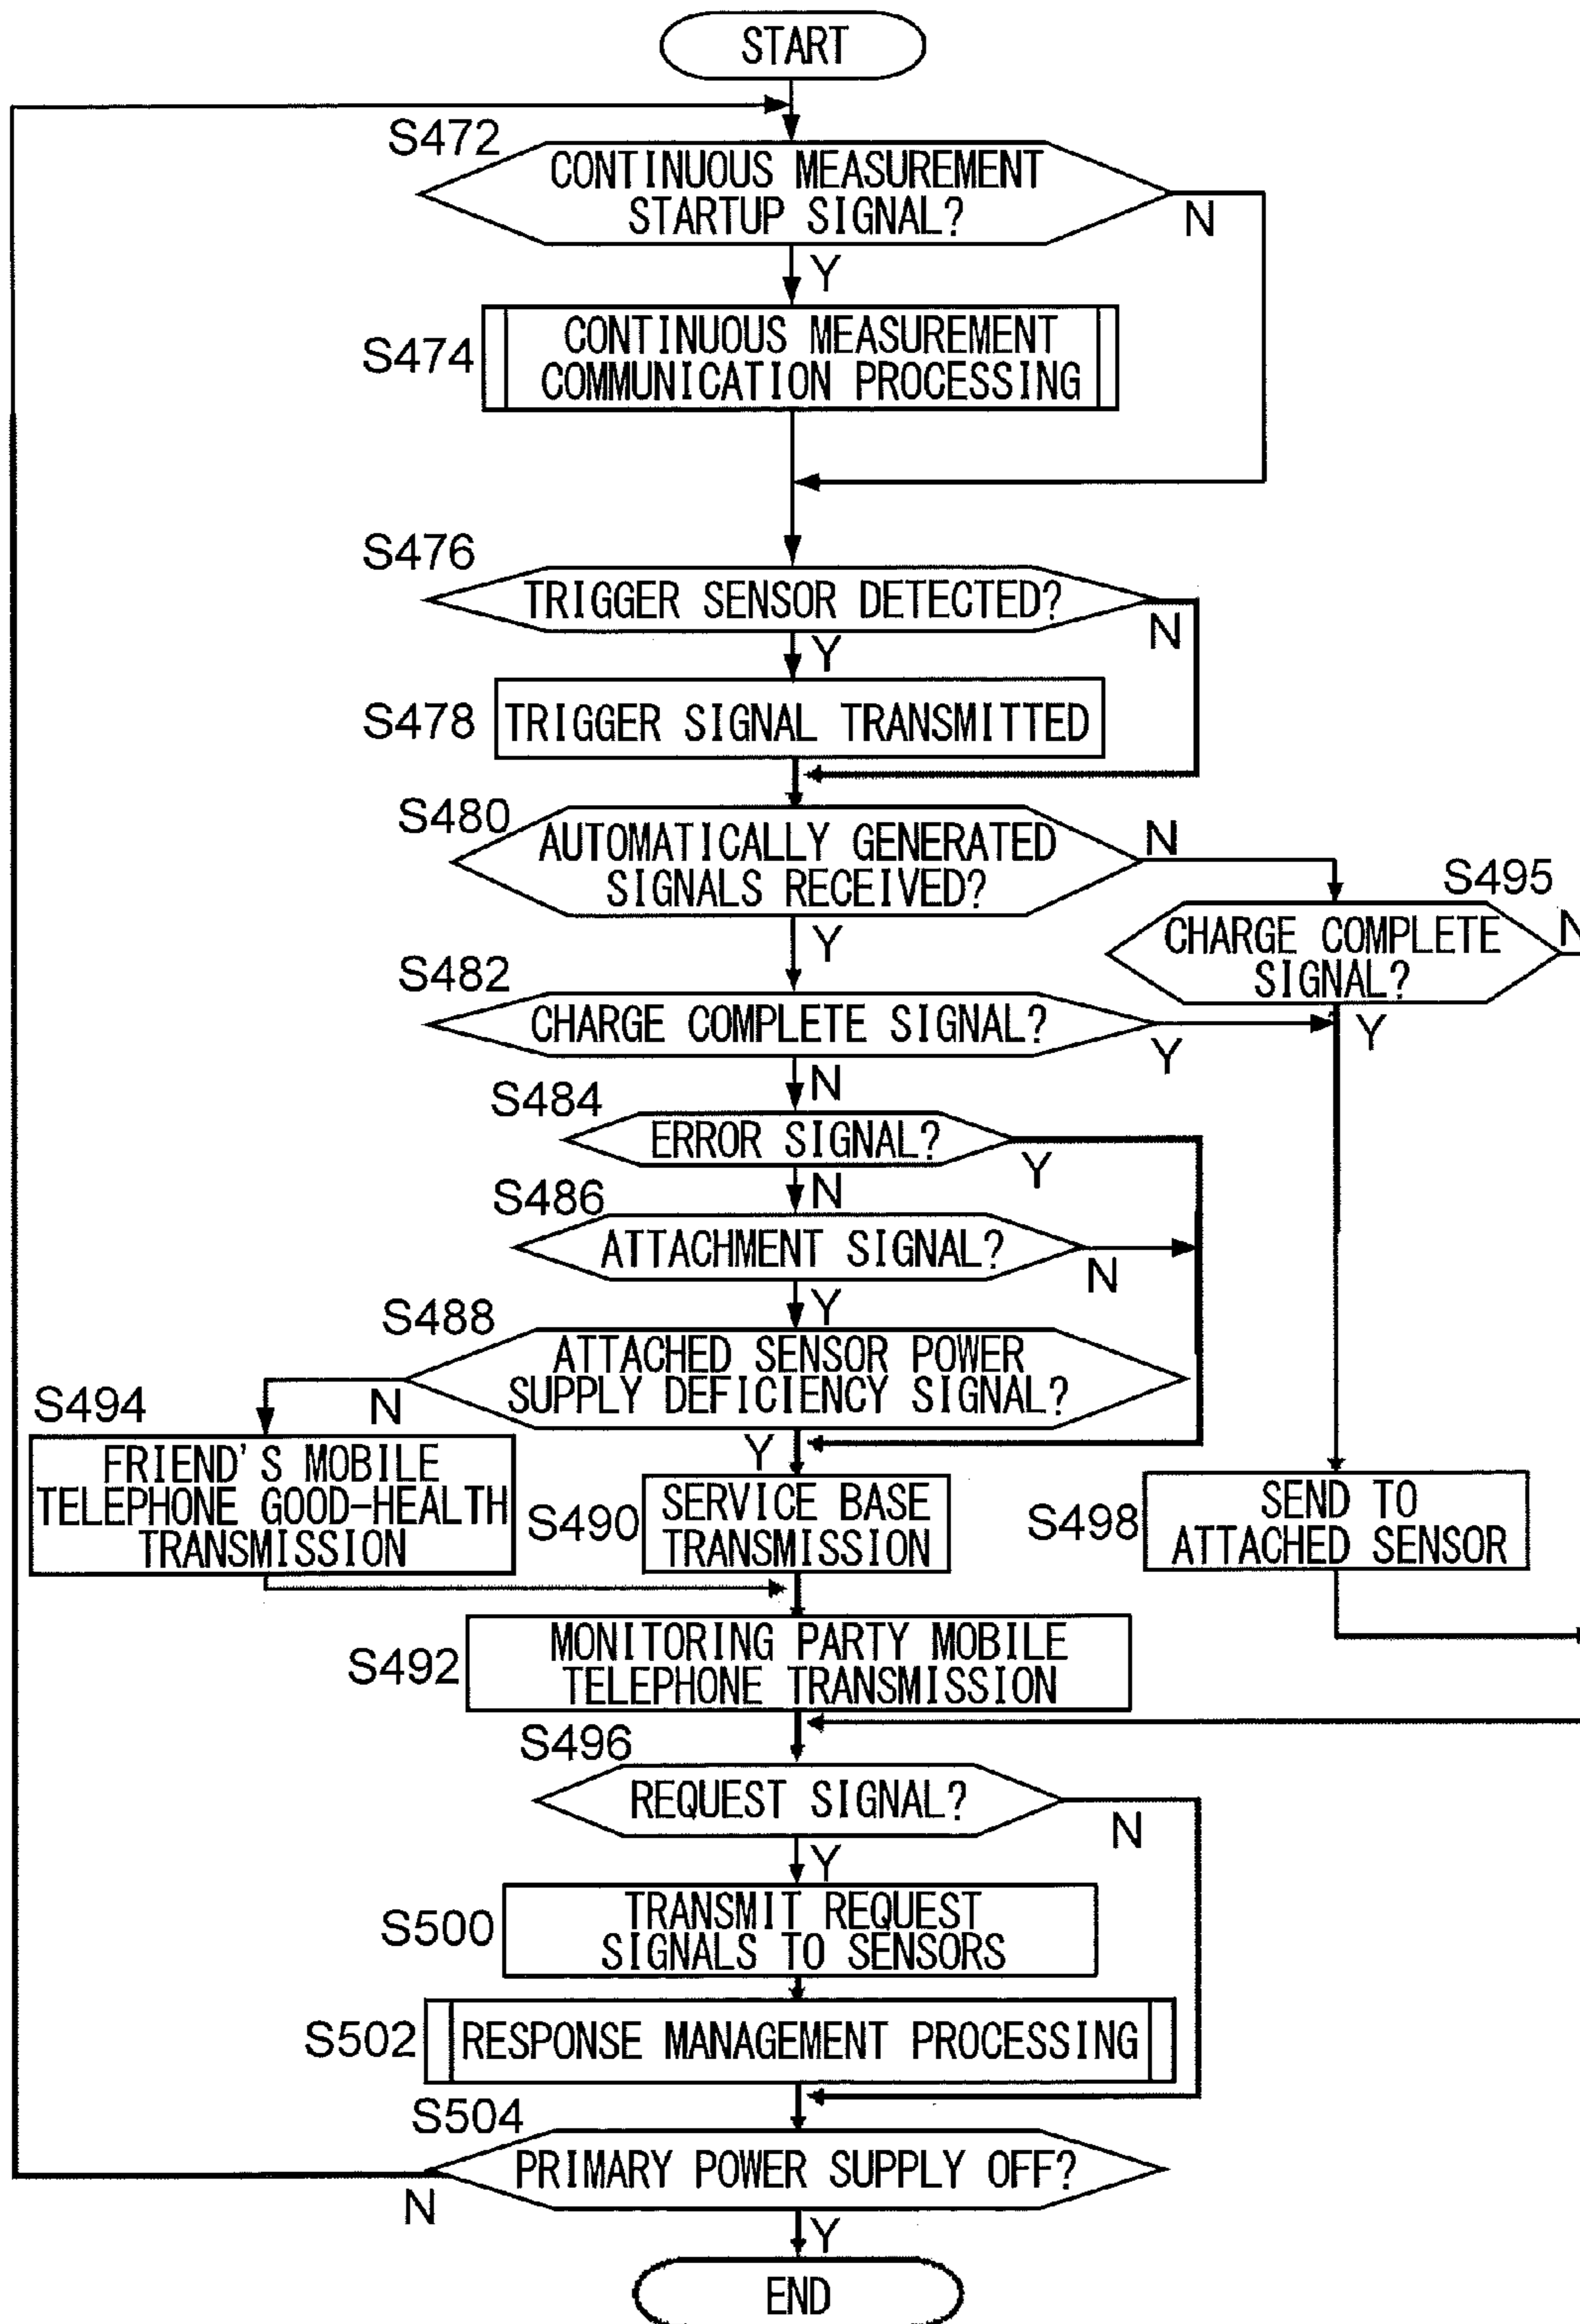 START
S472
CONTINUOUS MEASUREMENT
STARTUP SIGNAL?
N
Y
S474
CONTINUOUS MEASUREMENT
COMMUNICATION PROCESSING
S476
TRIGGER SENSOR DETECTED?
N
Y
S478
TRIGGER SIGNAL TRANSMITTED
S480
AUTOMATICALLY GENERATED
SIGNALS RECEIVED?
N
Y
S495
CHARGE COMPLETE
SIGNAL?
N
Y
S482
CHARGE COMPLETE SIGNAL?
Y
N
S484
ERROR SIGNAL?
Y
N
S486
ATTACHMENT SIGNAL?
N
Y
S488
ATTACHED SENSOR POWER
SUPPLY DEFICIENCY SIGNAL?
N
Y
S494
FRIEND'S MOBILE
TELEPHONE GOOD-HEALTH
TRANSMISSION
S490
SERVICE BASE
TRANSMISSION
S498
SEND TO
ATTACHED SENSOR
S492
MONITORING PARTY MOBILE
TELEPHONE TRANSMISSION
S496
REQUEST SIGNAL?
N
Y
S500
TRANSMIT REQUEST
SIGNALS TO SENSORS
S502
RESPONSE MANAGEMENT PROCESSING
S504
PRIMARY POWER SUPPLY OFF?
N
Y
END